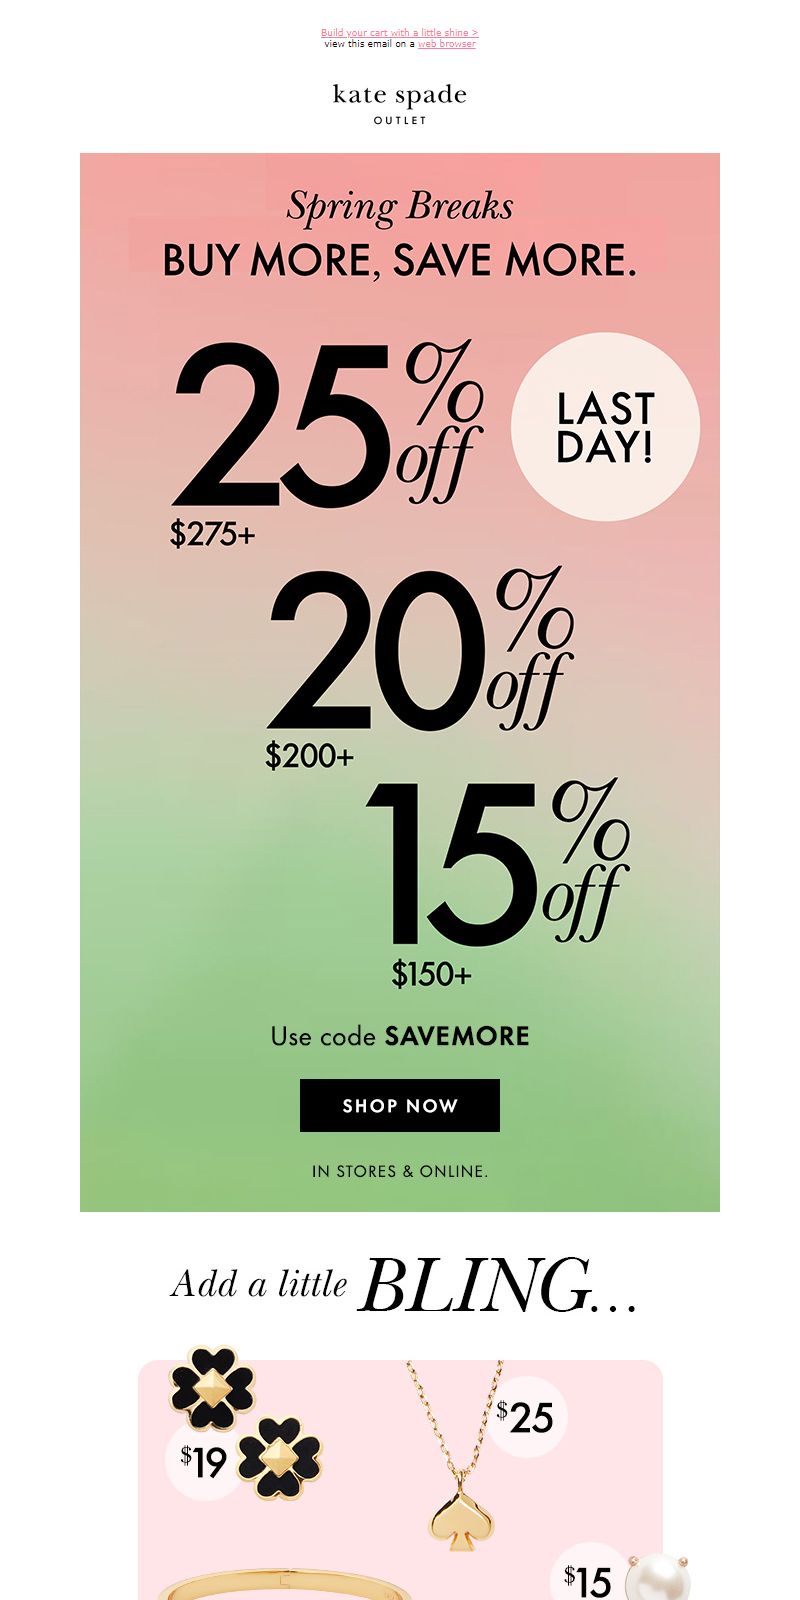 Build your cart with a little shine >
view this email on a web browser
kate spade
OUTLET
Spring Breaks
BUY MORE, SAVE MORE.
25% off
LAST
DAY!
$275+
20% off
$200+
15% off
$150+
Use code SAVEMORE
SHOP NOW
IN STORES & ONLINE.
Add a little BLING...
$25
$19
$15